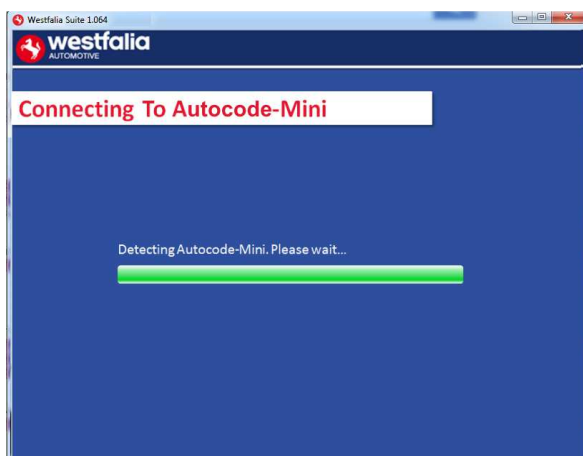 Westfalia Suite 1.064
westfalia
AUTOMOTIVE
Connecting To Autocode-Mini
Detecting Autocode-Mini. Please wait...